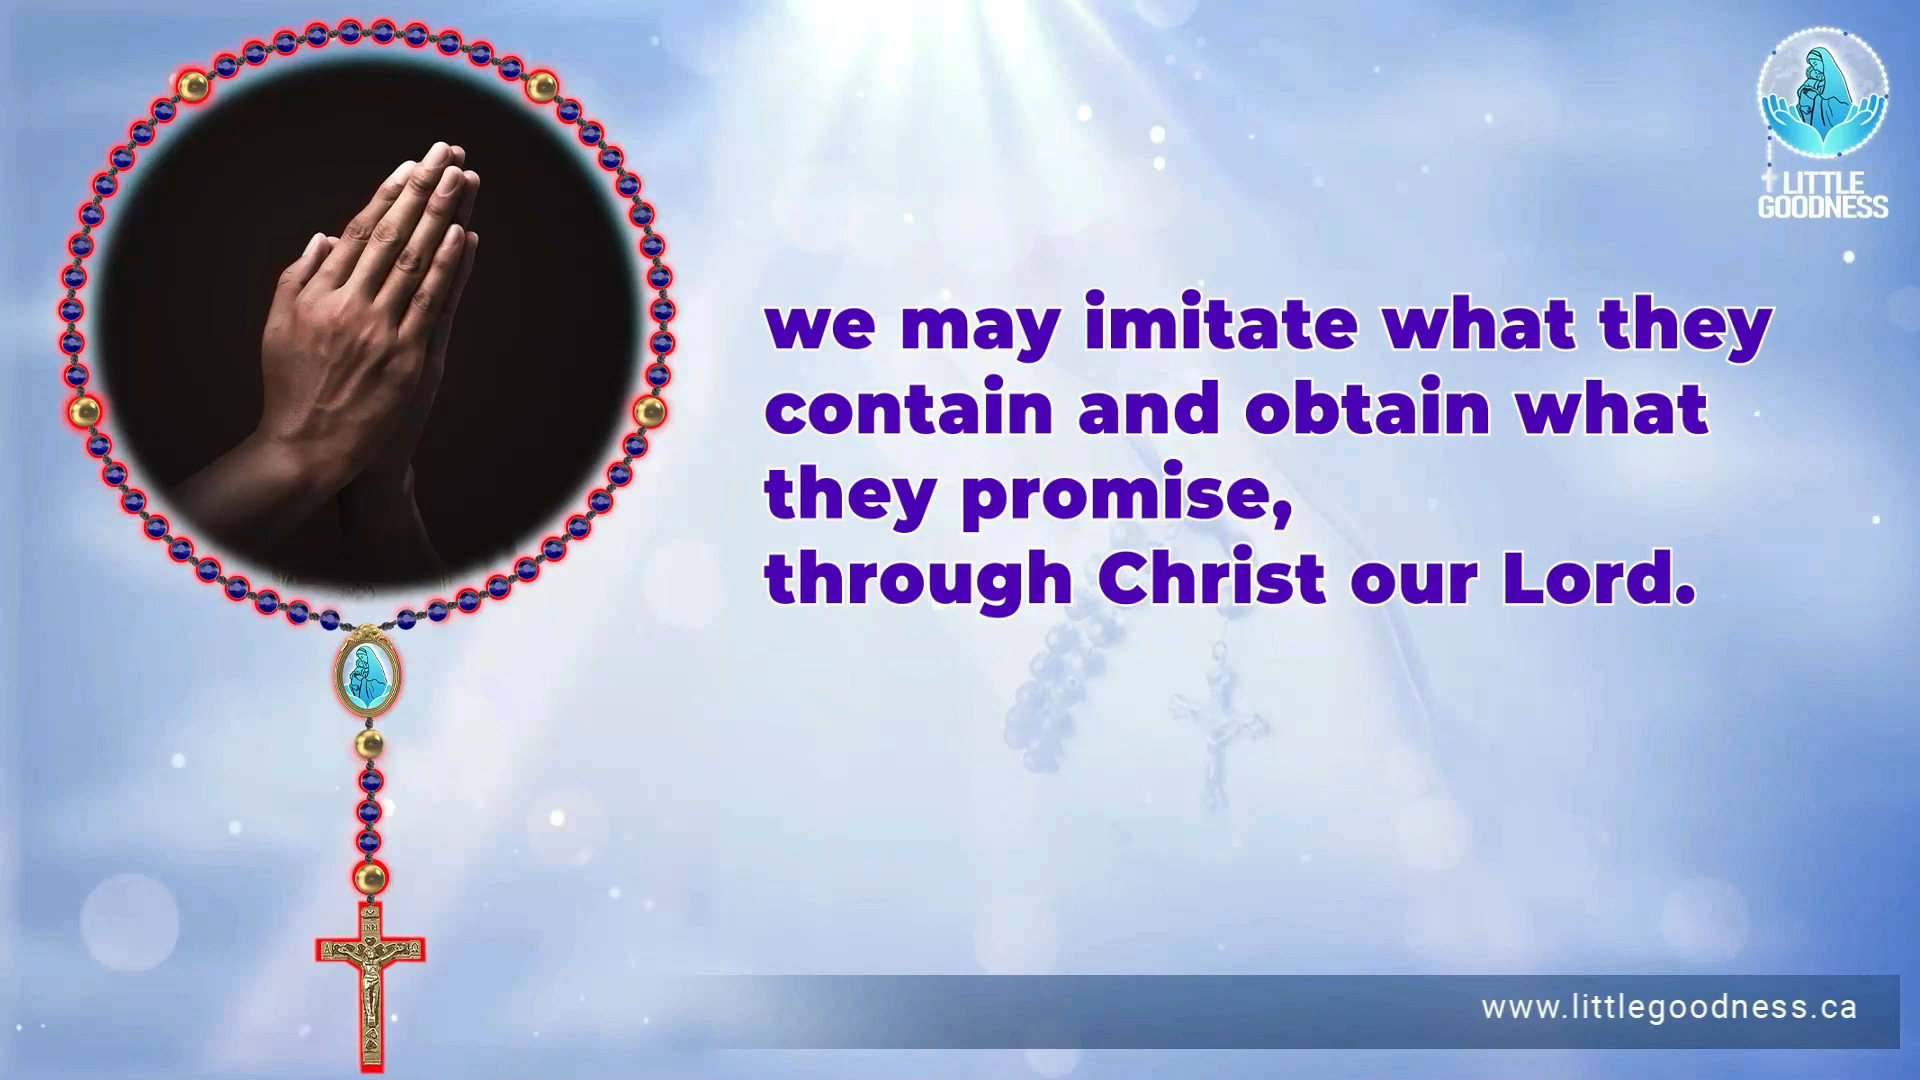 LITTLE
GOODNESS
we may imitate what they
contain and obtain what
they promise,
through Christ our Lord.
INRI
www.littlegoodness.ca